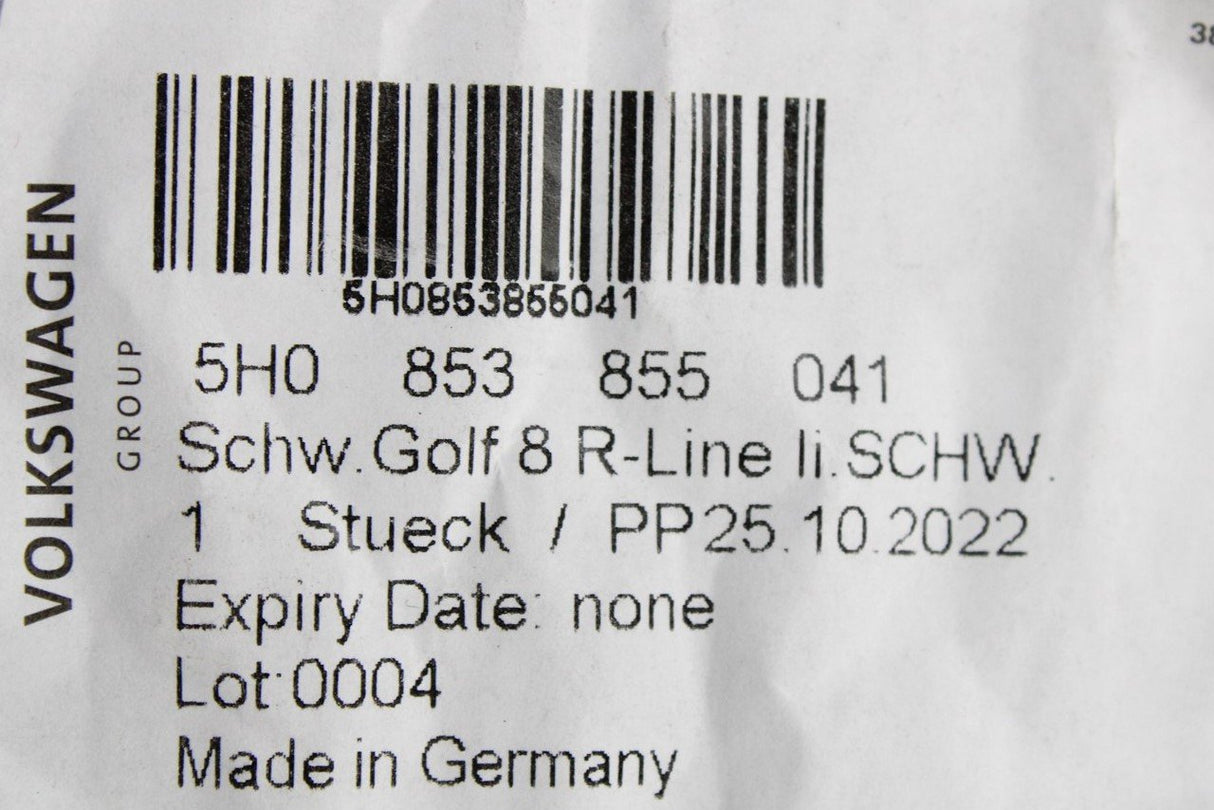 38
VOLKSWAGEN
GROUP
5H0853855041
5H0 853 855 041
Schw.Golf 8 R-Line li.SCHW.
1 Stueck / PP25.10.2022
Expiry Date: none
Lot:0004
Made in Germany